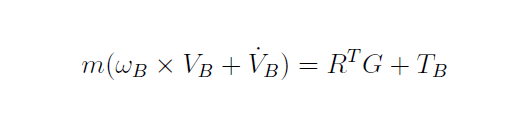 m(ω_B × V_B + V̇_B) = R^T G + T_B